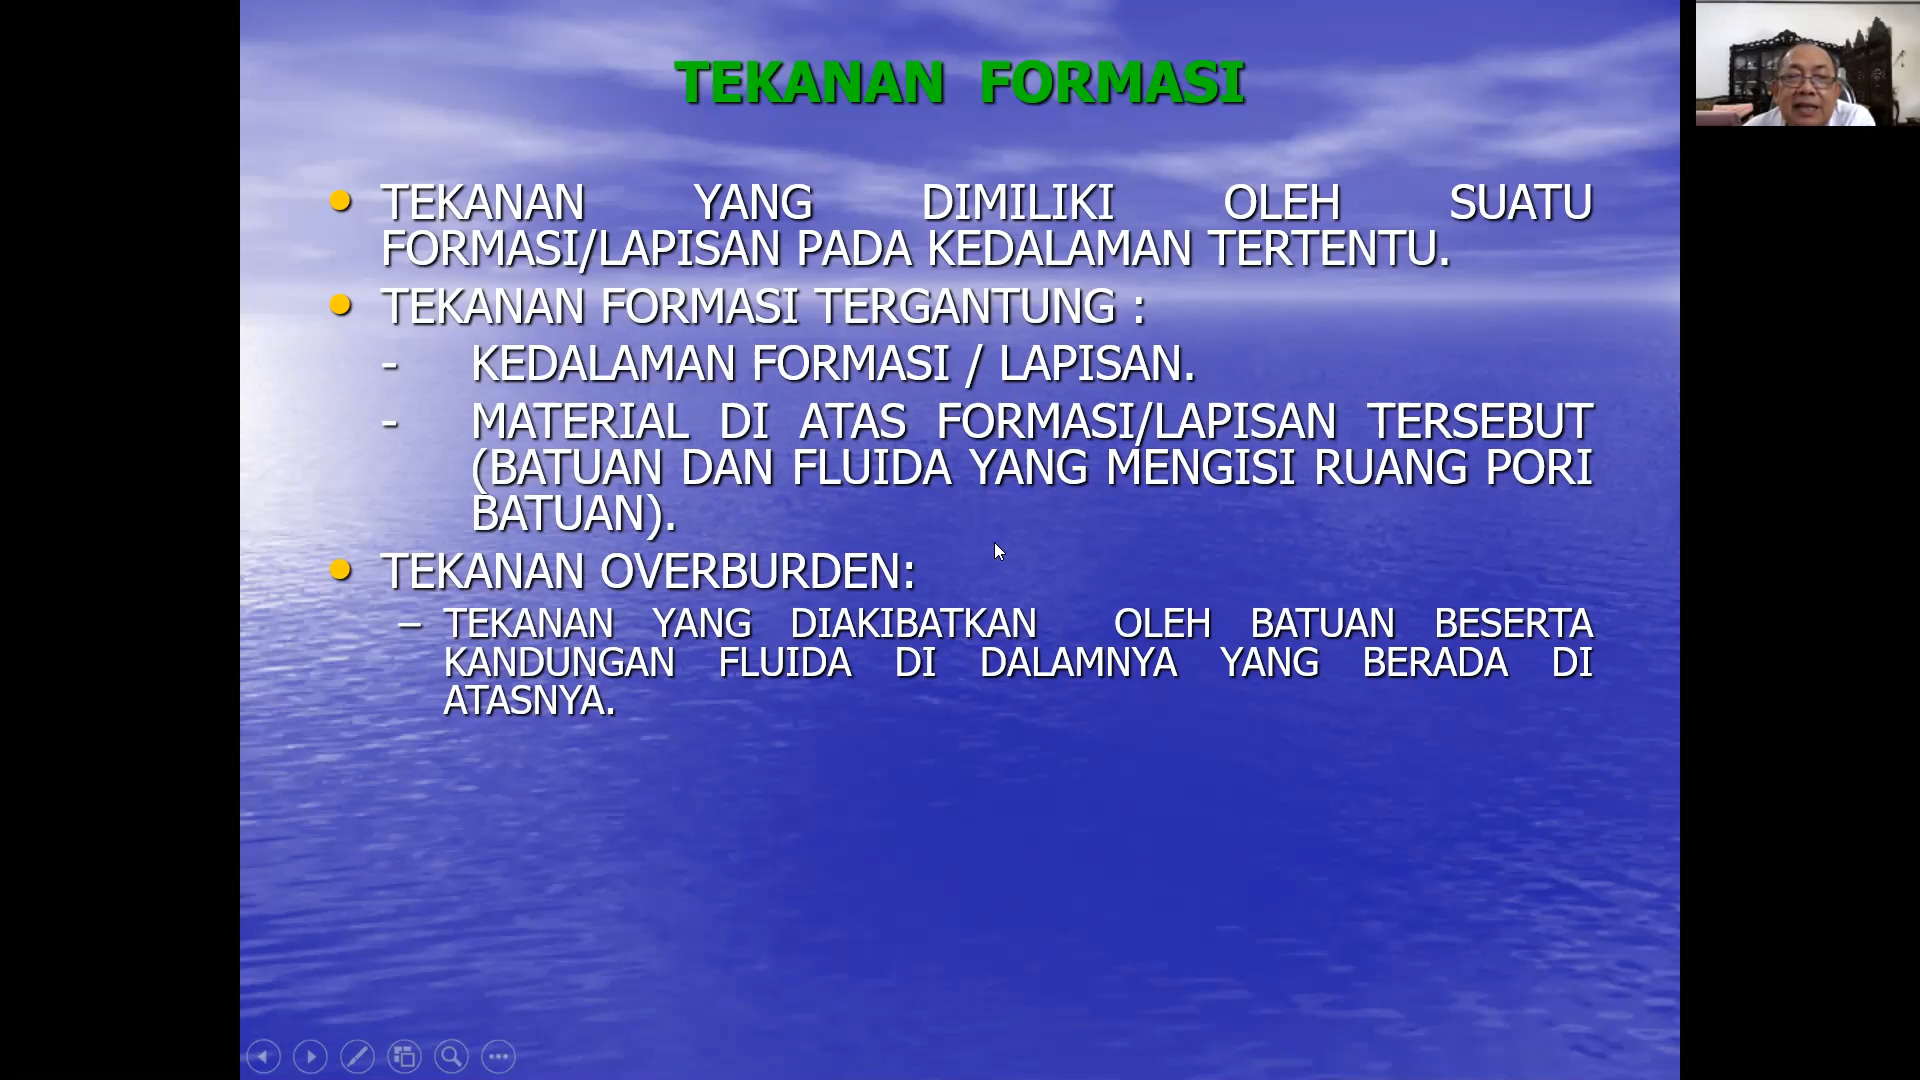 TEKANAN FORMASI
TEKANAN YANG DIMILIKI OLEH SUATU
FORMASI/LAPISAN PADA KEDALAMAN TERTENTU.
TEKANAN FORMASI TERGANTUNG :
- KEDALAMAN FORMASI / LAPISAN.
- MATERIAL DI ATAS FORMASI/LAPISAN TERSEBUT
(BATUAN DAN FLUIDA YANG MENGISI RUANG PORI
BATUAN).
TEKANAN OVERBURDEN:
– TEKANAN YANG DIAKIBATKAN OLEH BATUAN BESERTA
KANDUNGAN FLUIDA DI DALAMNYA YANG BERADA DI
ATASNYA.